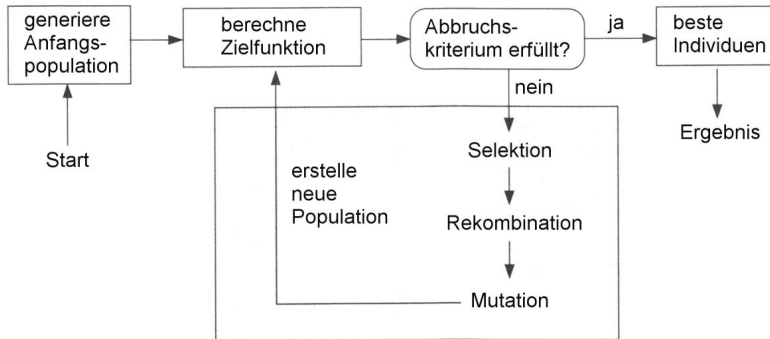 generiere
Anfangs-
population
berechne
Zielfunktion
Abbruchs-
kriterium erfüllt?
ja
beste
Individuen
nein
Start
Ergebnis
Selektion
erstelle
neue
Population
Rekombination
Mutation